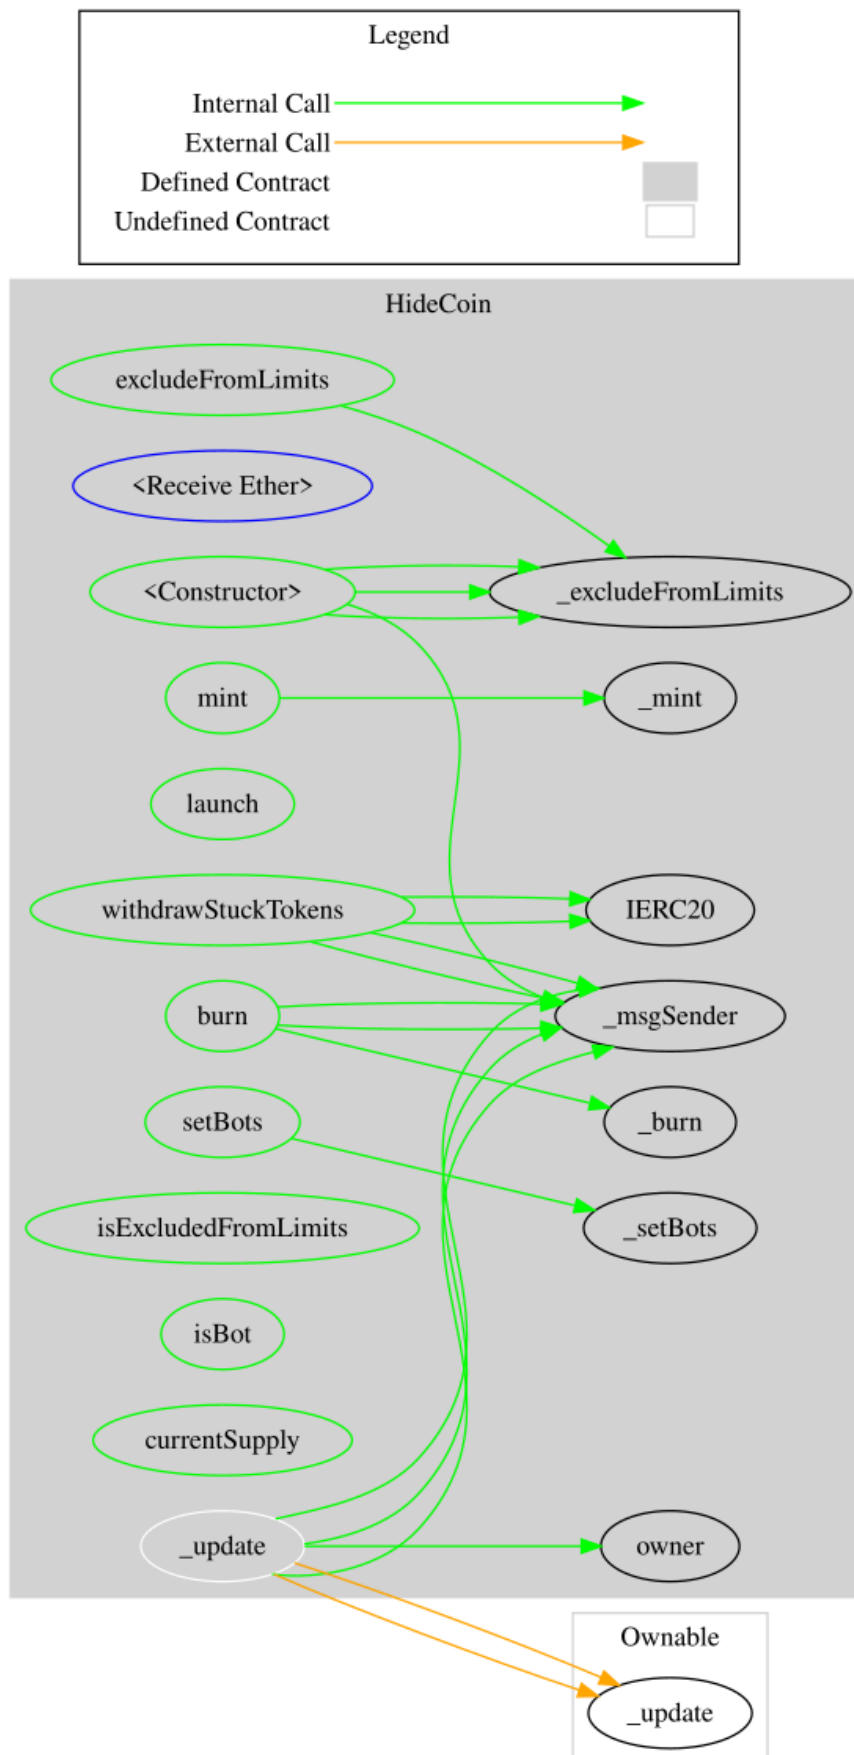 Legend
Internal Call
External Call
Defined Contract
Undefined Contract
HideCoin
excludeFromLimits
<Receive Ether>
<Constructor>
_excludeFromLimits
mint
_mint
launch
withdrawStuckTokens
IERC20
burn
_msgSender
setBots
_burn
isExcludedFromLimits
_setBots
isBot
currentSupply
_update
owner
Ownable
_update